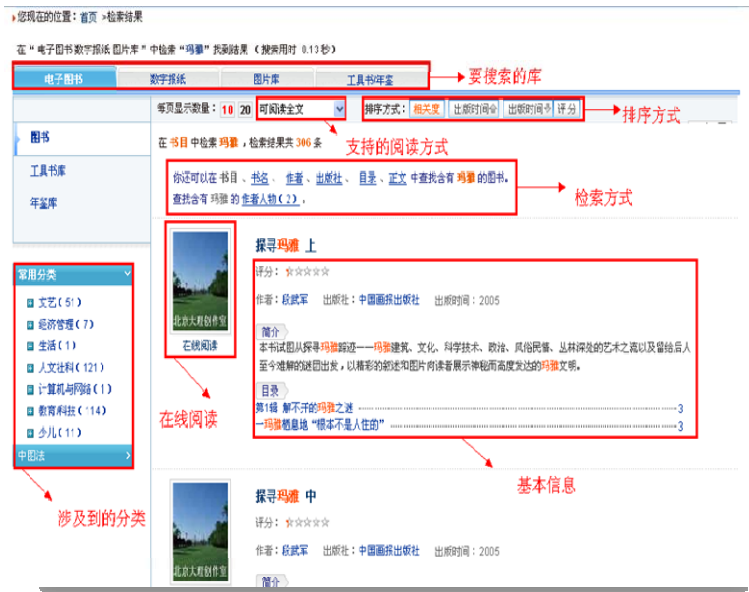 您现在的位置：首页 >检索结果
在“电子图书 数字报纸 图片库”中检索“玛雅”找到结果 （搜索用时 0.13秒）
电子图书 数字报纸 图片库 工具书/年鉴
要搜索的库
每页显示数量： 10 20 可阅读全文 排序方式： 相关度 出版时间 出版时间 评分
排序方式
图书
工具书库
年鉴库
在 书目 中检索 玛雅 ，检索结果共 306 条
支持的阅读方式
你还可以在 书目 、书名 、作者 、出版社 、目录 、正文 中查找含有 玛雅 的图书。
查找含有 玛雅 的 作者人物(2) 。
检索方式
常用分类
文艺(51)
经济管理(7)
生活(1)
人文社科(121)
计算机与网络(1)
教育/科技(114)
少儿(11)
中图法
涉及到的分类
北京大观创作室
在线阅读
在线阅读
探寻玛雅 上
评分：
作者：段武军 出版社：中国画报出版社 出版时间：2005
简介
本书试图从探寻玛雅踪迹——玛雅建筑、文化、科学技术、政治、风俗民情、丛林深处的艺术之流以及留给后人
至今难解的谜团出发，以精彩的叙述和图片向读者展示神秘而高度发达的玛雅文明。
目录
第1辑 解不开的玛雅之谜 3
一玛雅栖息地“根本不是人住的” 3
基本信息
北京大观创作室
探寻玛雅 中
评分：
作者：段武军 出版社：中国画报出版社 出版时间：2005
简介